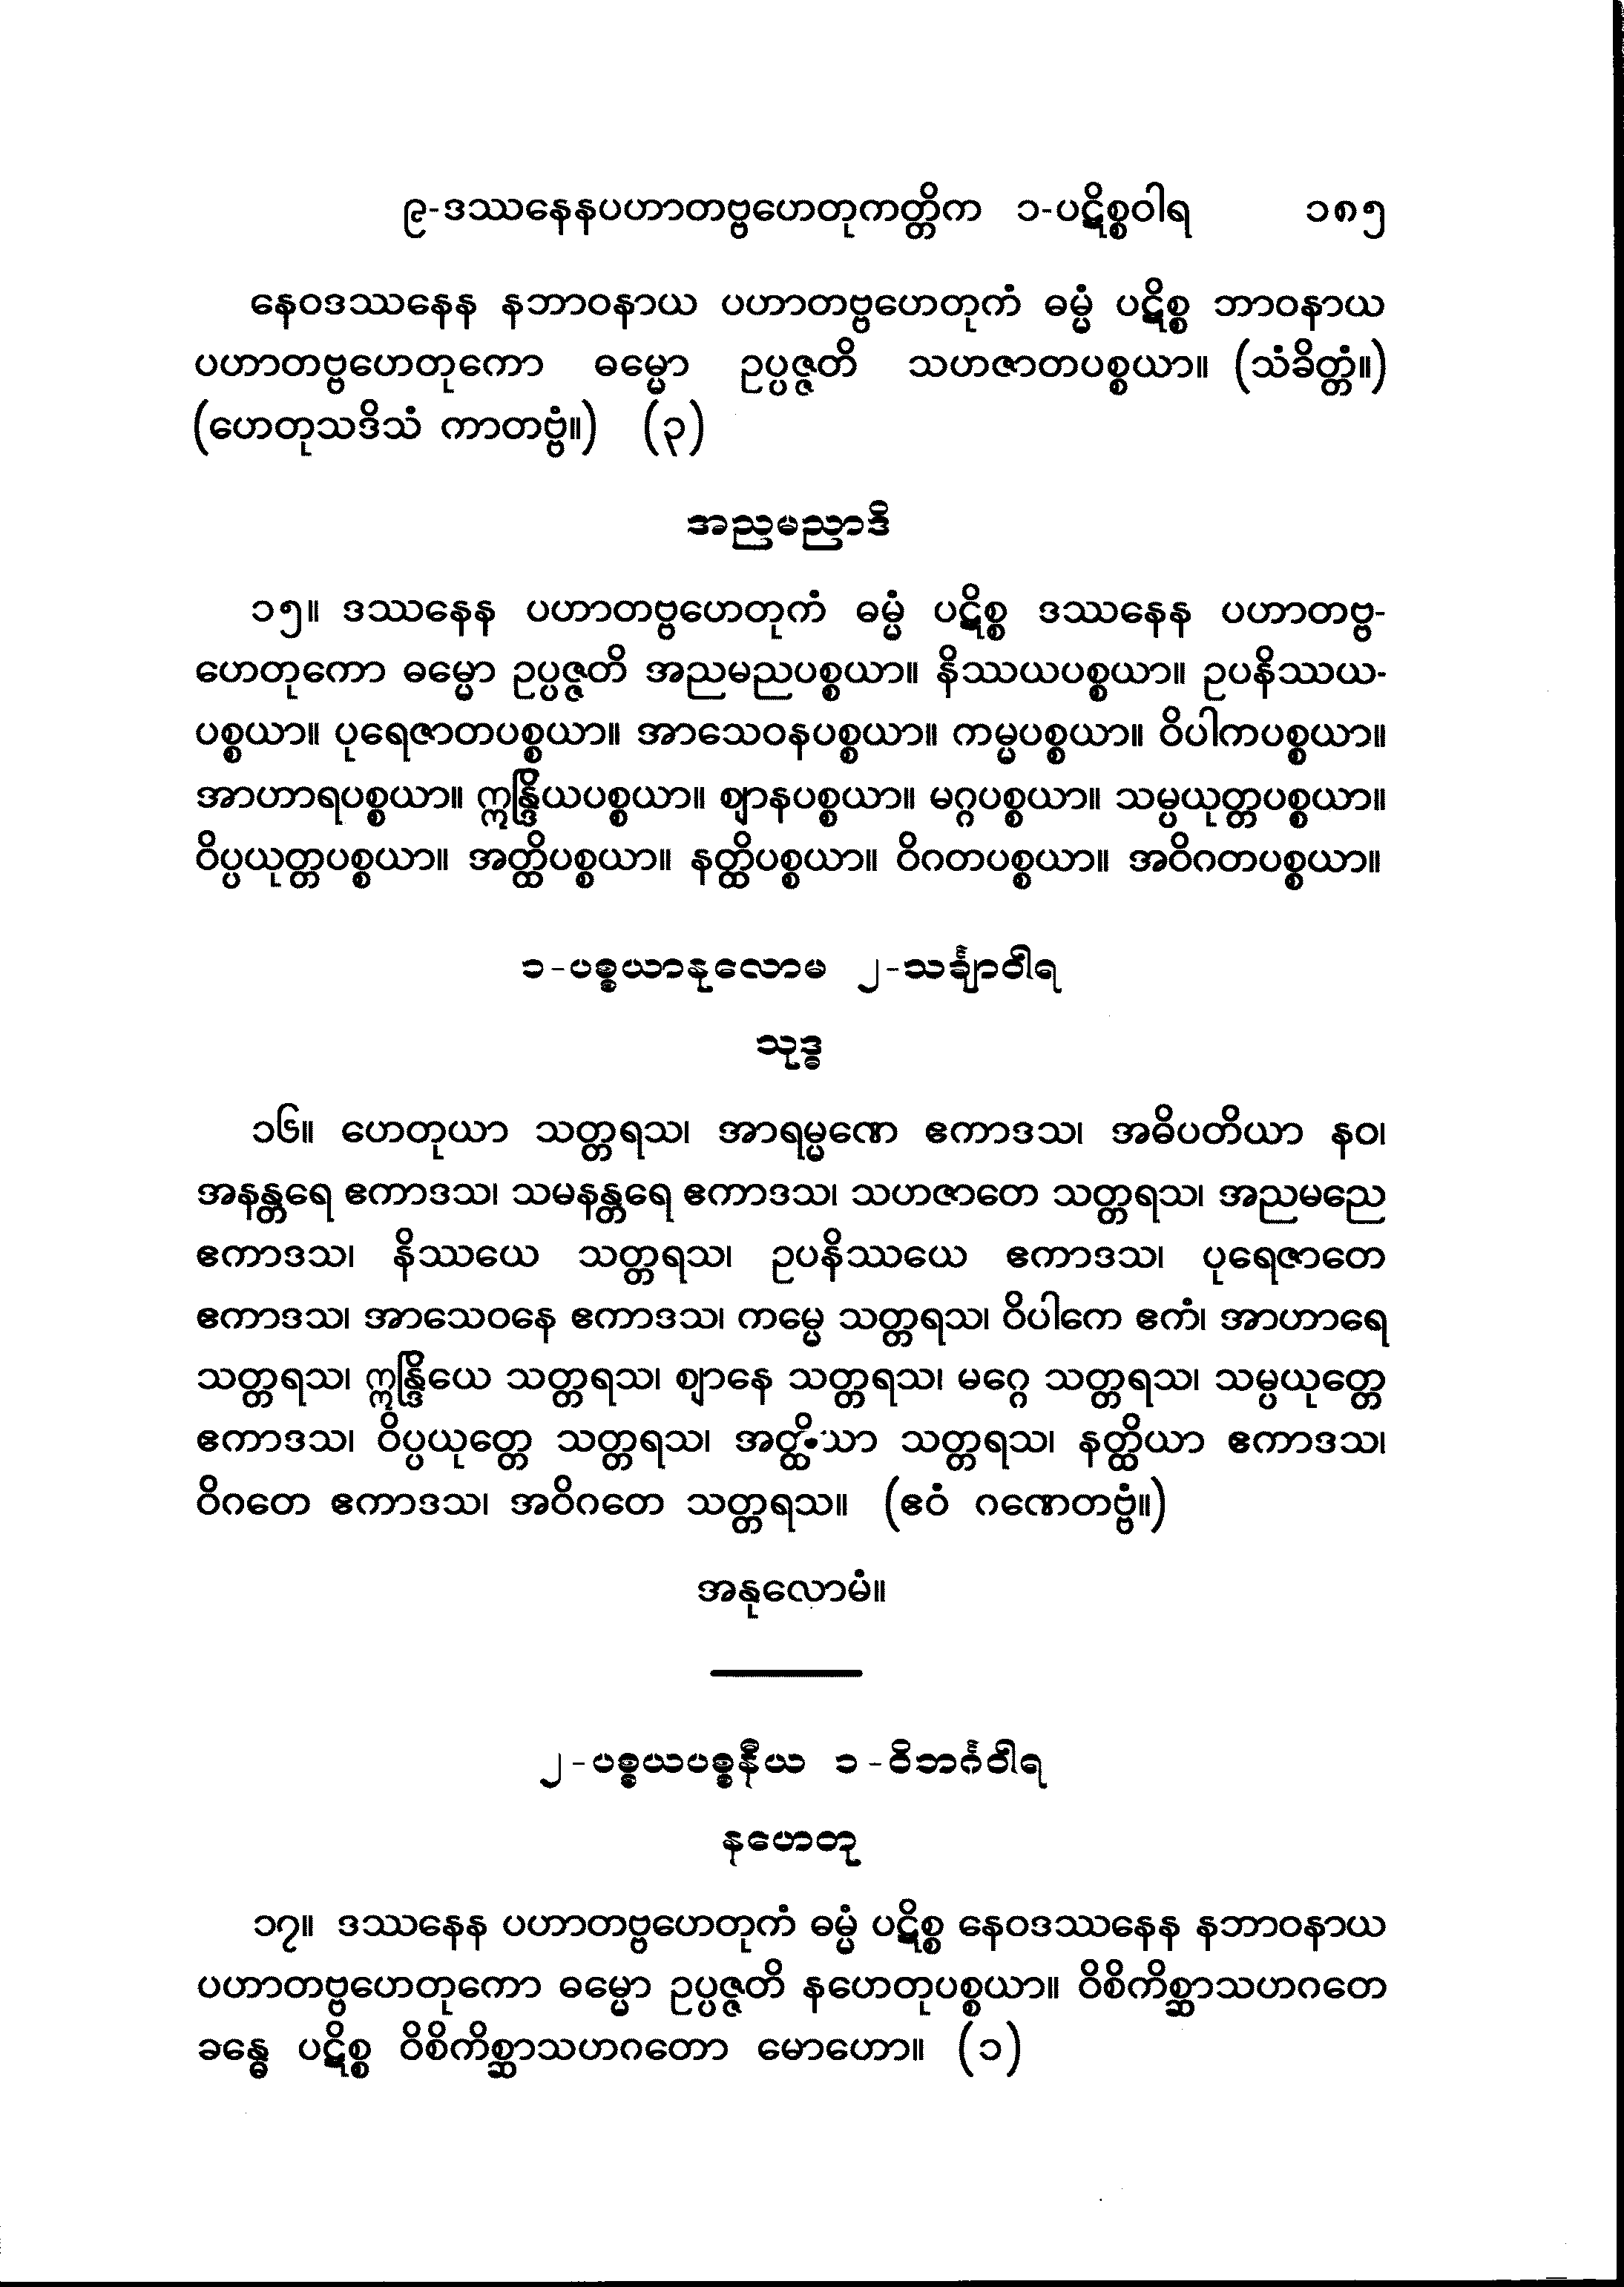 ၉-ဒဿနေနပဟာတဗ္ဗဟေတုကတ္တိက ၁-ပဋိစ္စဝါရ ၁၈၅
နေဝဒဿနေန နဘာဝနာယ ပဟာတဗ္ဗဟေတုကံ ဓမ္မံ ပဋိစ္စ ဘာဝနာယ
ပဟာတဗ္ဗဟေတုကော ဓမ္မော ဥပ္ပဇ္ဇတိ သဟဇာတပစ္စယာ။ (သံခိတ္တံ။)
(ဟေတုသဒိသံ ကာတဗ္ဗံ။) (၃)
အညမညာဒိ
၁၅။ ဒဿနေန ပဟာတဗ္ဗဟေတုကံ ဓမ္မံ ပဋိစ္စ ဒဿနေန ပဟာတဗ္ဗ-
ဟေတုကော ဓမ္မော ဥပ္ပဇ္ဇတိ အညမညပစ္စယာ။ နိဿယပစ္စယာ။ ဥပနိဿယ-
ပစ္စယာ။ ပုရေဇာတပစ္စယာ။ အာသေဝနပစ္စယာ။ ကမ္မပစ္စယာ။ ဝိပါကပစ္စယာ။
အာဟာရပစ္စယာ။ ဣန္ဒြိယပစ္စယာ။ ဈာနပစ္စယာ။ မဂ္ဂပစ္စယာ။ သမ္ပယုတ္တပစ္စယာ။
ဝိပ္ပယုတ္တပစ္စယာ။ အတ္ထိပစ္စယာ။ နတ္ထိပစ္စယာ။ ဝိဂတပစ္စယာ။ အဝိဂတပစ္စယာ။
၁-ပစ္စယာနုလောမ ၂-သင်္ချာဝါရ
သုဒ္ဓ
၁၆။ ဟေတုယာ သတ္တရသ၊ အာရမ္မဏေ ဧကာဒသ၊ အဓိပတိယာ နဝ၊
အနန္တရေ ဧကာဒသ၊ သမနန္တရေ ဧကာဒသ၊ သဟဇာတေ သတ္တရသ၊ အညမညေ
ဧကာဒသ၊ နိဿယေ သတ္တရသ၊ ဥပနိဿယေ ဧကာဒသ၊ ပုရေဇာတေ
ဧကာဒသ၊ အာသေဝနေ ဧကာဒသ၊ ကမ္မေ သတ္တရသ၊ ဝိပါကေ ဧကံ၊ အာဟာရေ
သတ္တရသ၊ ဣန္ဒြိယေ သတ္တရသ၊ ဈာနေ သတ္တရသ၊ မဂ္ဂေ သတ္တရသ၊ သမ္ပယုတ္တေ
ဧကာဒသ၊ ဝိပ္ပယုတ္တေ သတ္တရသ၊ သတ္တရသ၊ နတ္ထိယာ ဧကာဒသ၊
ဝိဂတေ ဧကာဒသ၊ အဝိဂတေ သတ္တရသ။ (ဧဝံ ဂဏေတဗ္ဗံ။)
အနုလောမံ။
၂-ပစ္စယပစ္စနီယ ၁-ဝိဘင်္ဂဝါရ
နဟေတု
၁၇။ ဒဿနေန ပဟာတဗ္ဗဟေတုကံ ဓမ္မံ ပဋိစ္စ နေဝဒဿနေန နဘာဝနာယ
ပဟာတဗ္ဗဟေတုကော ဓမ္မော ဥပ္ပဇ္ဇတိ နဟေတုပစ္စယာ။ ဝိစိကိစ္ဆာသဟဂတေ
ခန္ဓေ ပဋိစ္စ ဝိစိကိစ္ဆာသဟဂတော မောဟော။ (၁)